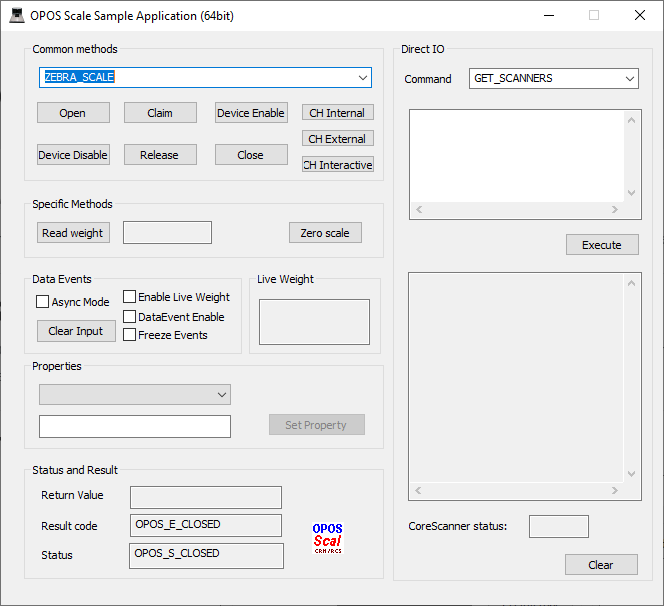 OPOS Scale Sample Application (64bit)
Common methods
ZEBRA_SCALE
Open
Claim
Device Enable
CH Internal
CH External
Device Disable
Release
Close
CH Interactive
Specific Methods
Read weight
Zero scale
Data Events
Async Mode
Enable Live Weight
DataEvent Enable
Clear Input
Freeze Events
Live Weight
Properties
Set Property
Status and Result
Return Value
Result code
OPOS_E_CLOSED
Status
OPOS_S_CLOSED
OPOS
Scal
CRM/RCS
Direct IO
Command
GET_SCANNERS
Execute
CoreScanner status:
Clear